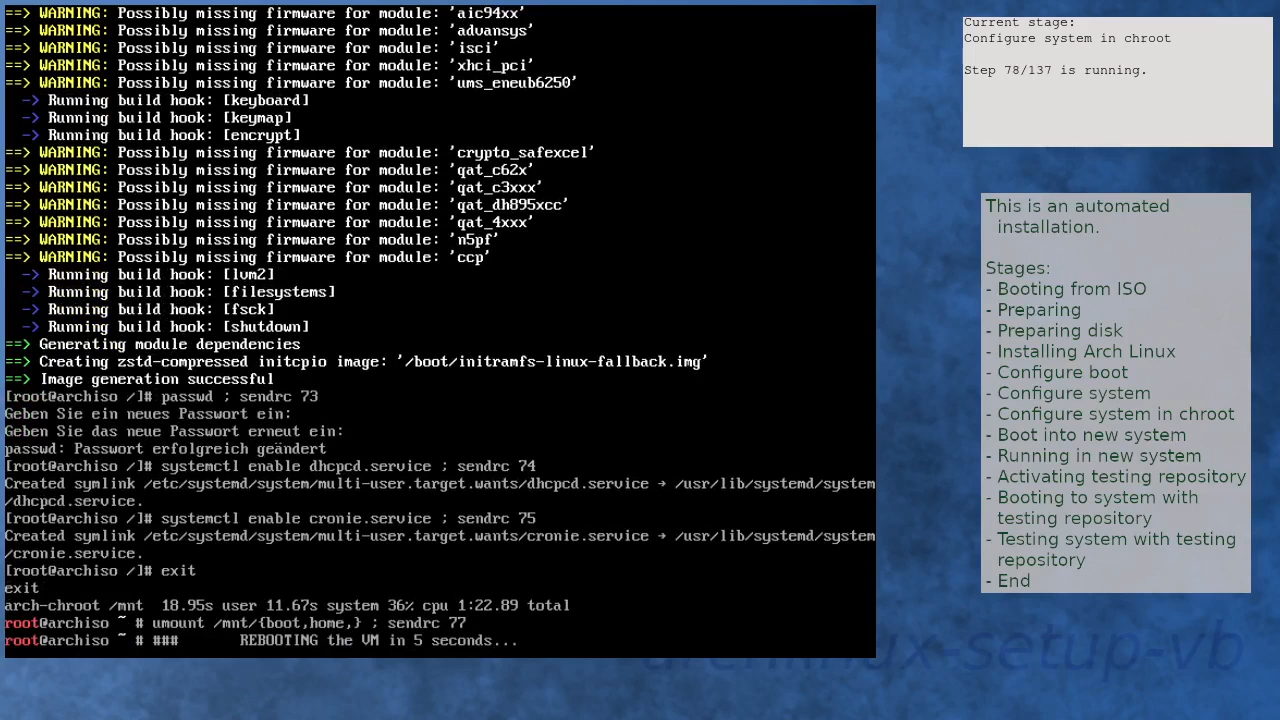 ==> WARNING: Possibly missing firmware for module: 'aic94xx'
==> WARNING: Possibly missing firmware for module: 'advansys'
==> WARNING: Possibly missing firmware for module: 'isci'
==> WARNING: Possibly missing firmware for module: 'xhci_pci'
==> WARNING: Possibly missing firmware for module: 'ums_eneub6250'
  -> Running build hook: [keyboard]
  -> Running build hook: [keymap]
  -> Running build hook: [encrypt]
==> WARNING: Possibly missing firmware for module: 'crypto_safexcel'
==> WARNING: Possibly missing firmware for module: 'qat_c62x'
==> WARNING: Possibly missing firmware for module: 'qat_c3xxx'
==> WARNING: Possibly missing firmware for module: 'qat_dh895xcc'
==> WARNING: Possibly missing firmware for module: 'qat_4xxx'
==> WARNING: Possibly missing firmware for module: 'n5pf'
==> WARNING: Possibly missing firmware for module: 'ccp'
  -> Running build hook: [lvm2]
  -> Running build hook: [filesystems]
  -> Running build hook: [fsck]
  -> Running build hook: [shutdown]
==> Generating module dependencies
==> Creating zstd-compressed initcpio image: '/boot/initramfs-linux-fallback.img'
==> Image generation successful
[root@archiso /]# passwd ; sendrc 73
Geben Sie ein neues Passwort ein:
Geben Sie das neue Passwort erneut ein:
passwd: Passwort erfolgreich geändert
[root@archiso /]# systemctl enable dhcpcd.service ; sendrc 74
Created symlink /etc/systemd/system/multi-user.target.wants/dhcpcd.service → /usr/lib/systemd/system
/dhcpcd.service.
[root@archiso /]# systemctl enable cronie.service ; sendrc 75
Created symlink /etc/systemd/system/multi-user.target.wants/cronie.service → /usr/lib/systemd/system
/cronie.service.
[root@archiso /]# exit
exit
arch-chroot /mnt  18.95s user 11.67s system 36% cpu 1:22.89 total
root@archiso ~ # umount /mnt/{boot,home,} ; sendrc 77
root@archiso ~ # ###       REBOOTING the VM in 5 seconds...
Current stage:
Configure system in chroot
Step 78/137 is running.
This is an automated
installation.
Stages:
- Booting from ISO
- Preparing
- Preparing disk
- Installing Arch Linux
- Configure boot
- Configure system
- Configure system in chroot
- Boot into new system
- Running in new system
- Activating testing repository
- Booting to system with
testing repository
- Testing system with testing
repository
- End
archlinux-setup-vb